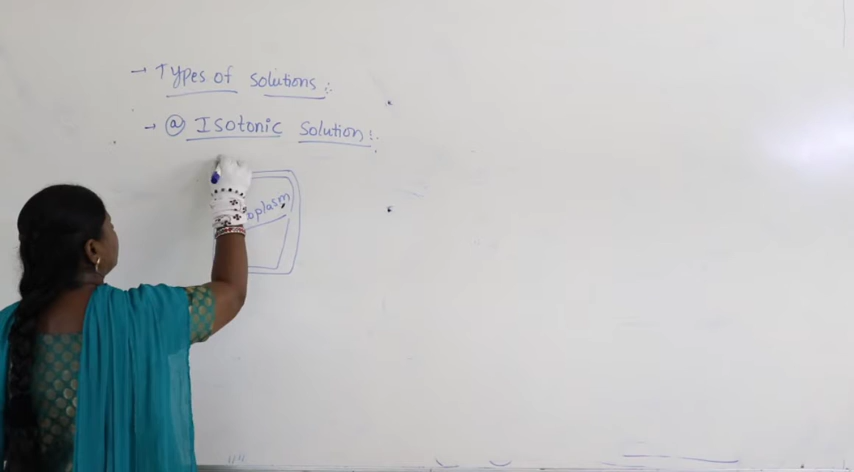 → Types of Solutions :-
→ ⓐ Isotonic Solution :-
oplasm